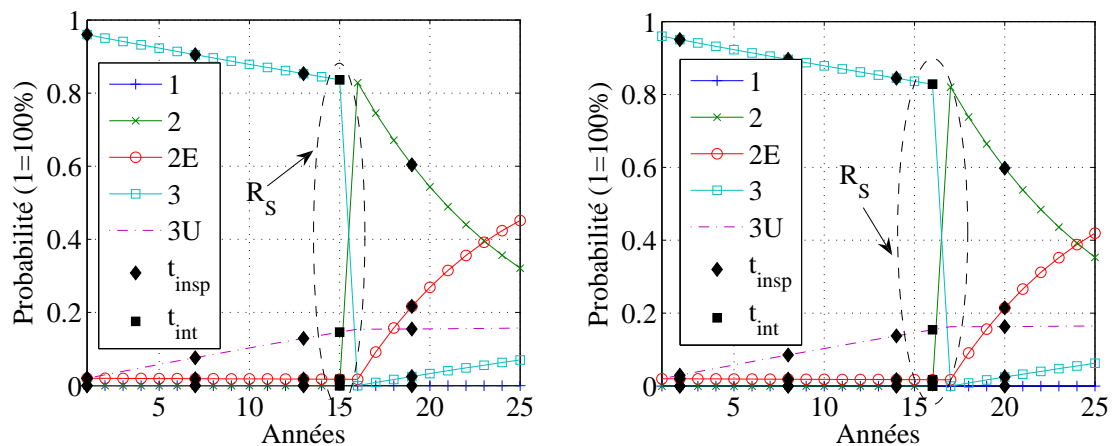 Probabilité (1=100%)
1
0.8
0.6
0.4
0.2
0
5
10
15
20
25
Années
1
2
2E
3
3U
t_insp
t_int
R_S
Probabilité (1=100%)
1
0.8
0.6
0.4
0.2
0
5
10
15
20
25
Années
1
2
2E
3
3U
t_insp
t_int
R_S